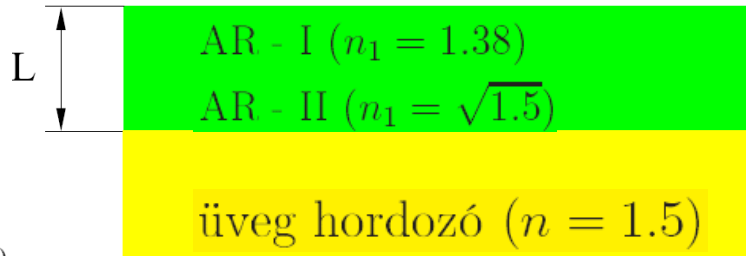 L
AR - I (n₁ = 1.38)
AR - II (n₁ = √1.5)
üveg hordozó (n = 1.5)
)